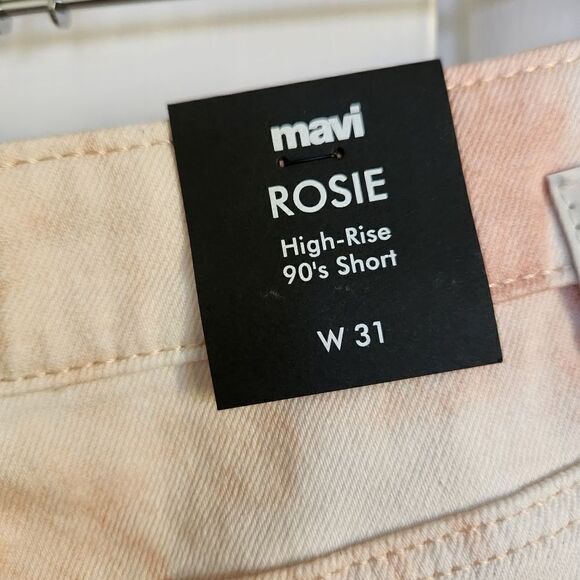 mavi
ROSIE
High-Rise
90's Short
W 31